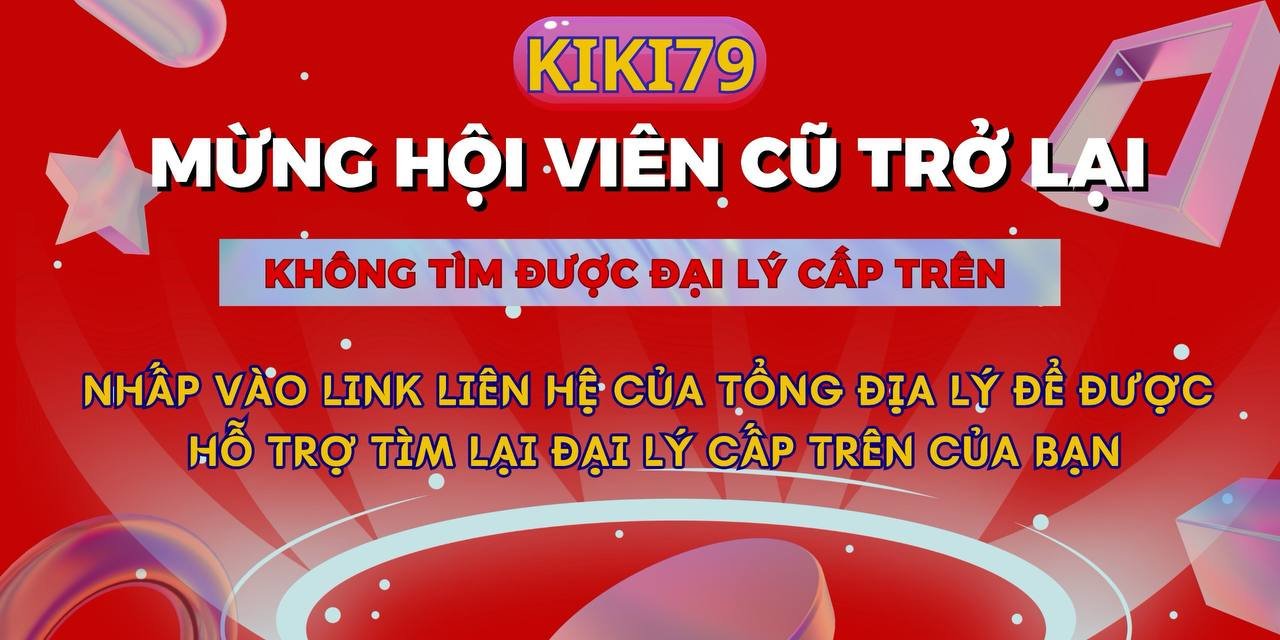 KIKI79
MỪNG HỘI VIÊN CŨ TRỞ LẠI
KHÔNG TÌM ĐƯỢC ĐẠI LÝ CẤP TRÊN
NHẤP VÀO LINK LIÊN HỆ CỦA TỔNG ĐỊA LÝ ĐỂ ĐƯỢC
HỖ TRỢ TÌM LẠI ĐẠI LÝ CẤP TRÊN CỦA BẠN